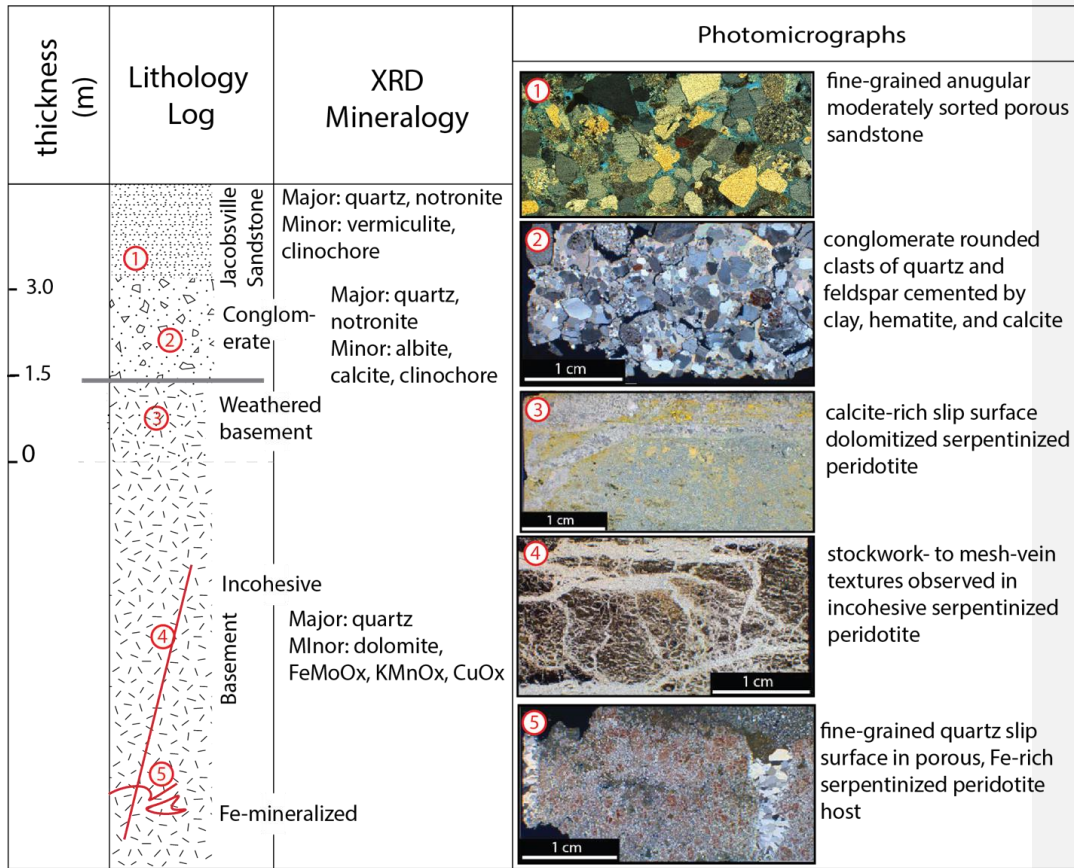 thickness
(m)
Lithology
Log
XRD
Mineralogy
Photomicrographs
3.0
1.5
0
Jacobsville
Sandstone
1
Conglom-
erate
2
Weathered
basement
3
Incohesive
Basement
4
5
Fe-mineralized
Major: quartz, notronite
Minor: vermiculite,
clinochore
Major: quartz,
notronite
Minor: albite,
calcite, clinochore
Major: quartz
MInor: dolomite,
FeMoOx, KMnOx, CuOx
1
fine-grained anugular
moderately sorted porous
sandstone
2
1 cm
conglomerate rounded
clasts of quartz and
feldspar cemented by
clay, hematite, and calcite
3
1 cm
calcite-rich slip surface
dolomitized serpentinized
peridotite
4
1 cm
stockwork- to mesh-vein
textures observed in
incohesive serpentinized
peridotite
5
1 cm
fine-grained quartz slip
surface in porous, Fe-rich
serpentinized peridotite
host